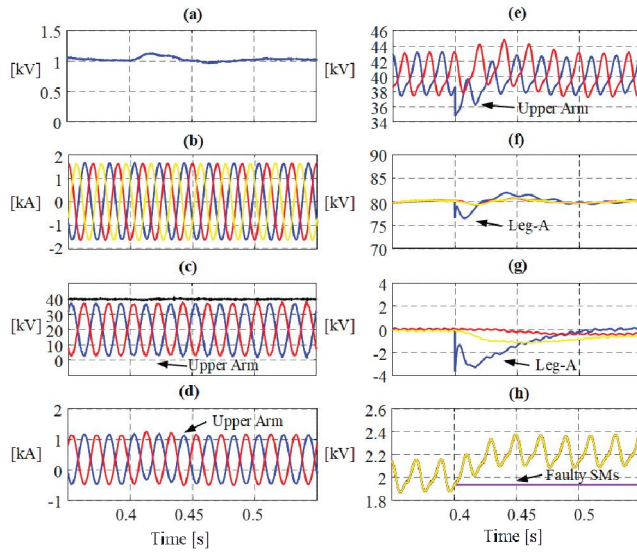 (a)
1.5
1
0.5
0
[kV]
(b)
2
1
0
-1
-2
[kA]
(c)
40
30
20
10
0
[kV]
Upper Arm
(d)
2
1
0
-1
[kA]
Upper Arm
0.4
0.45
0.5
Time [s]
(e)
46
44
42
40
38
36
34
[kV]
Upper Arm
(f)
90
85
80
75
70
[kV]
Leg-A
(g)
4
2
0
-2
-4
[kV]
Leg-A
(h)
2.6
2.4
2.2
2
1.8
[kV]
Faulty SMs
0.4
0.45
0.5
Time [s]